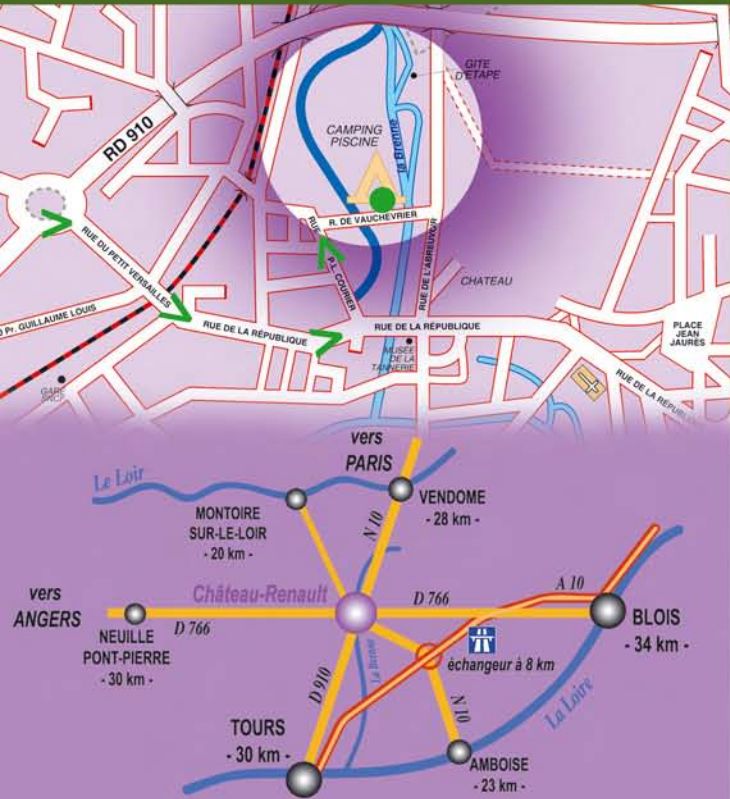 GITE
D'ETAPE
RD 910
CAMPING
PISCINE
la Brenne
R. DE VAUCHEVRIER
RUE
P.L. COURIER
RUE DE L'ABREUVOIR
RUE DU PETIT VERSAILLES
CHATEAU
Pr. GUILLAUME LOUIS
RUE DE LA RÉPUBLIQUE
RUE DE LA RÉPUBLIQUE
PLACE
JEAN
JAURÈS
MUSÉE
DE LA
TANNERIE
GARE
SNCF
RUE DE LA RÉPUBLI
vers
PARIS
Le Loir
VENDOME
- 28 km -
MONTOIRE
SUR-LE-LOIR
- 20 km -
N 10
vers
ANGERS
Château-Renault
D 766
A 10
D 766
NEUILLE
PONT-PIERRE
- 30 km -
BLOIS
- 34 km -
La Brenne
échangeur à 8 km
D 910
N 10
La Loire
TOURS
- 30 km -
AMBOISE
- 23 km -